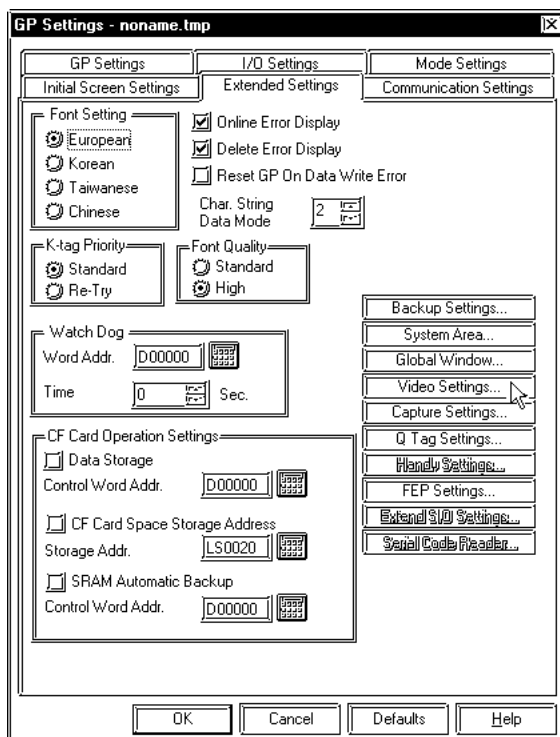 GP Settings - noname.tmp
GP Settings
I/O Settings
Mode Settings
Initial Screen Settings
Extended Settings
Communication Settings
Font Setting
European
Korean
Taiwanese
Chinese
Online Error Display
Delete Error Display
Reset GP On Data Write Error
Char. String
Data Mode
2
K-tag Priority
Standard
Re-Try
Font Quality
Standard
High
Watch Dog
Word Addr.
D00000
Time
0
Sec.
CF Card Operation Settings
Data Storage
Control Word Addr.
D00000
CF Card Space Storage Address
Storage Addr.
LS0020
SRAM Automatic Backup
Control Word Addr.
D00000
Backup Settings...
System Area...
Global Window...
Video Settings...
Capture Settings...
Q Tag Settings...
Handy Settings...
FEP Settings...
Extend SIO Settings...
Serial Code Reader...
OK
Cancel
Defaults
Help